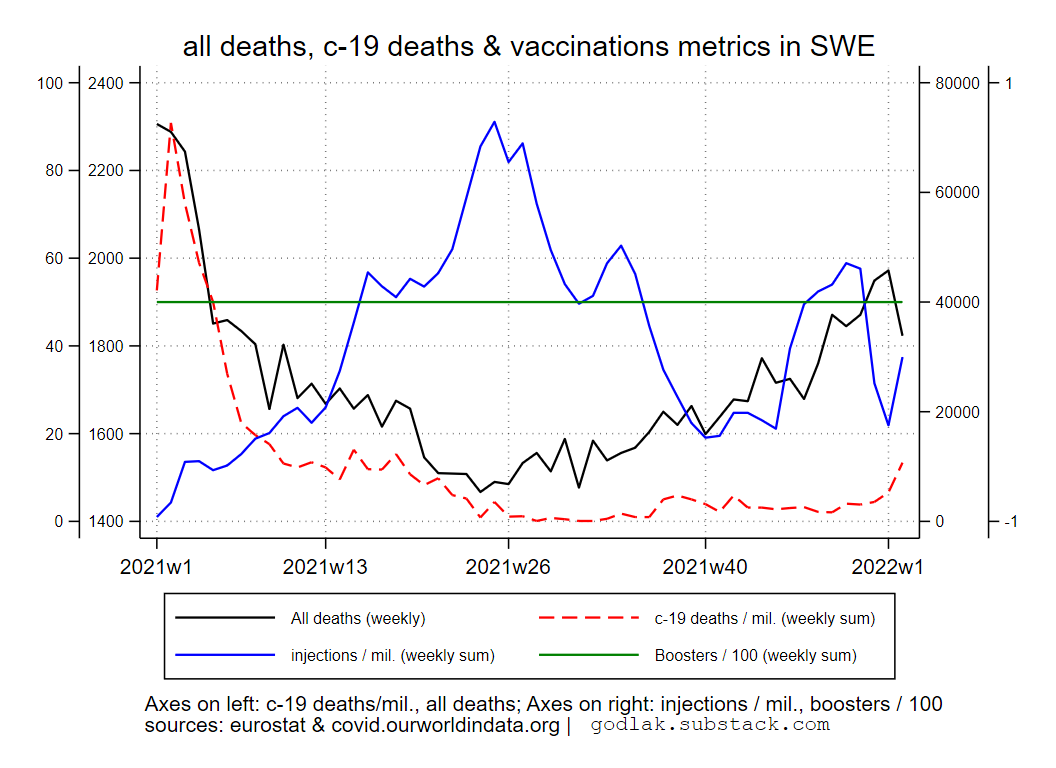 all deaths, c-19 deaths & vaccinations metrics in SWE
100 2400 80000 1
80 2200 60000
60 2000
40000
40 1800
20 1600 20000
0 1400 0 -1
2021w1 2021w13 2021w26 2021w40 2022w1
All deaths (weekly) c-19 deaths / mil. (weekly sum)
injections / mil. (weekly sum) Boosters / 100 (weekly sum)
Axes on left: c-19 deaths/mil., all deaths; Axes on right: injections / mil., boosters / 100
sources: eurostat & covid.ourworldindata.org | godlak.substack.com